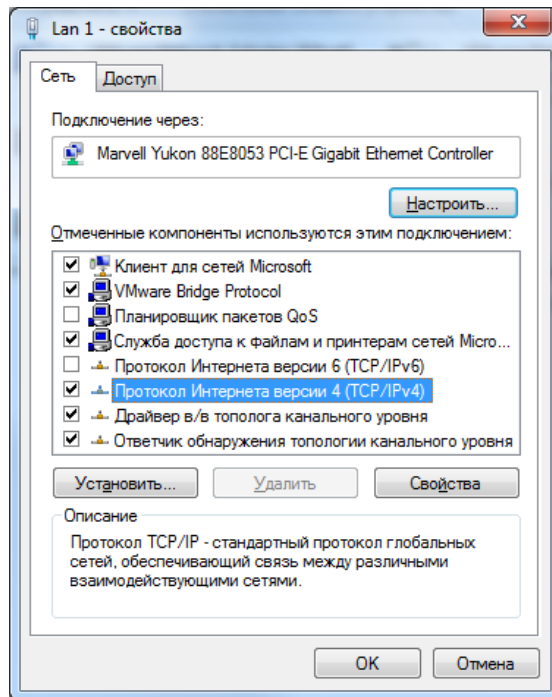 Lan 1 - свойства
Сеть
Доступ
Подключение через:
Marvell Yukon 88E8053 PCI-E Gigabit Ethernet Controller
Настроить...
Отмеченные компоненты используются этим подключением:
Клиент для сетей Microsoft
VMware Bridge Protocol
Планировщик пакетов QoS
Служба доступа к файлам и принтерам сетей Micro...
Протокол Интернета версии 6 (TCP/IPv6)
Протокол Интернета версии 4 (TCP/IPv4)
Драйвер в/в тополога канального уровня
Ответчик обнаружения топологии канального уровня
Установить...
Удалить
Свойства
Описание
Протокол TCP/IP - стандартный протокол глобальных
сетей, обеспечивающий связь между различными
взаимодействующими сетями.
OK
Отмена